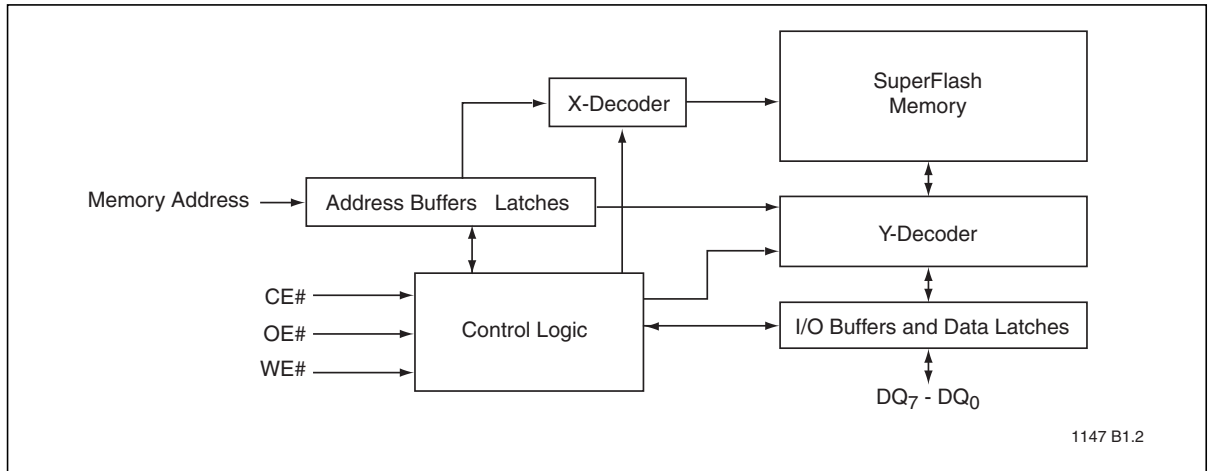 SuperFlash
Memory
X-Decoder
Memory Address
Address Buffers Latches
Y-Decoder
CE#
OE#
WE#
Control Logic
I/O Buffers and Data Latches
DQ7 - DQ0
1147 B1.2